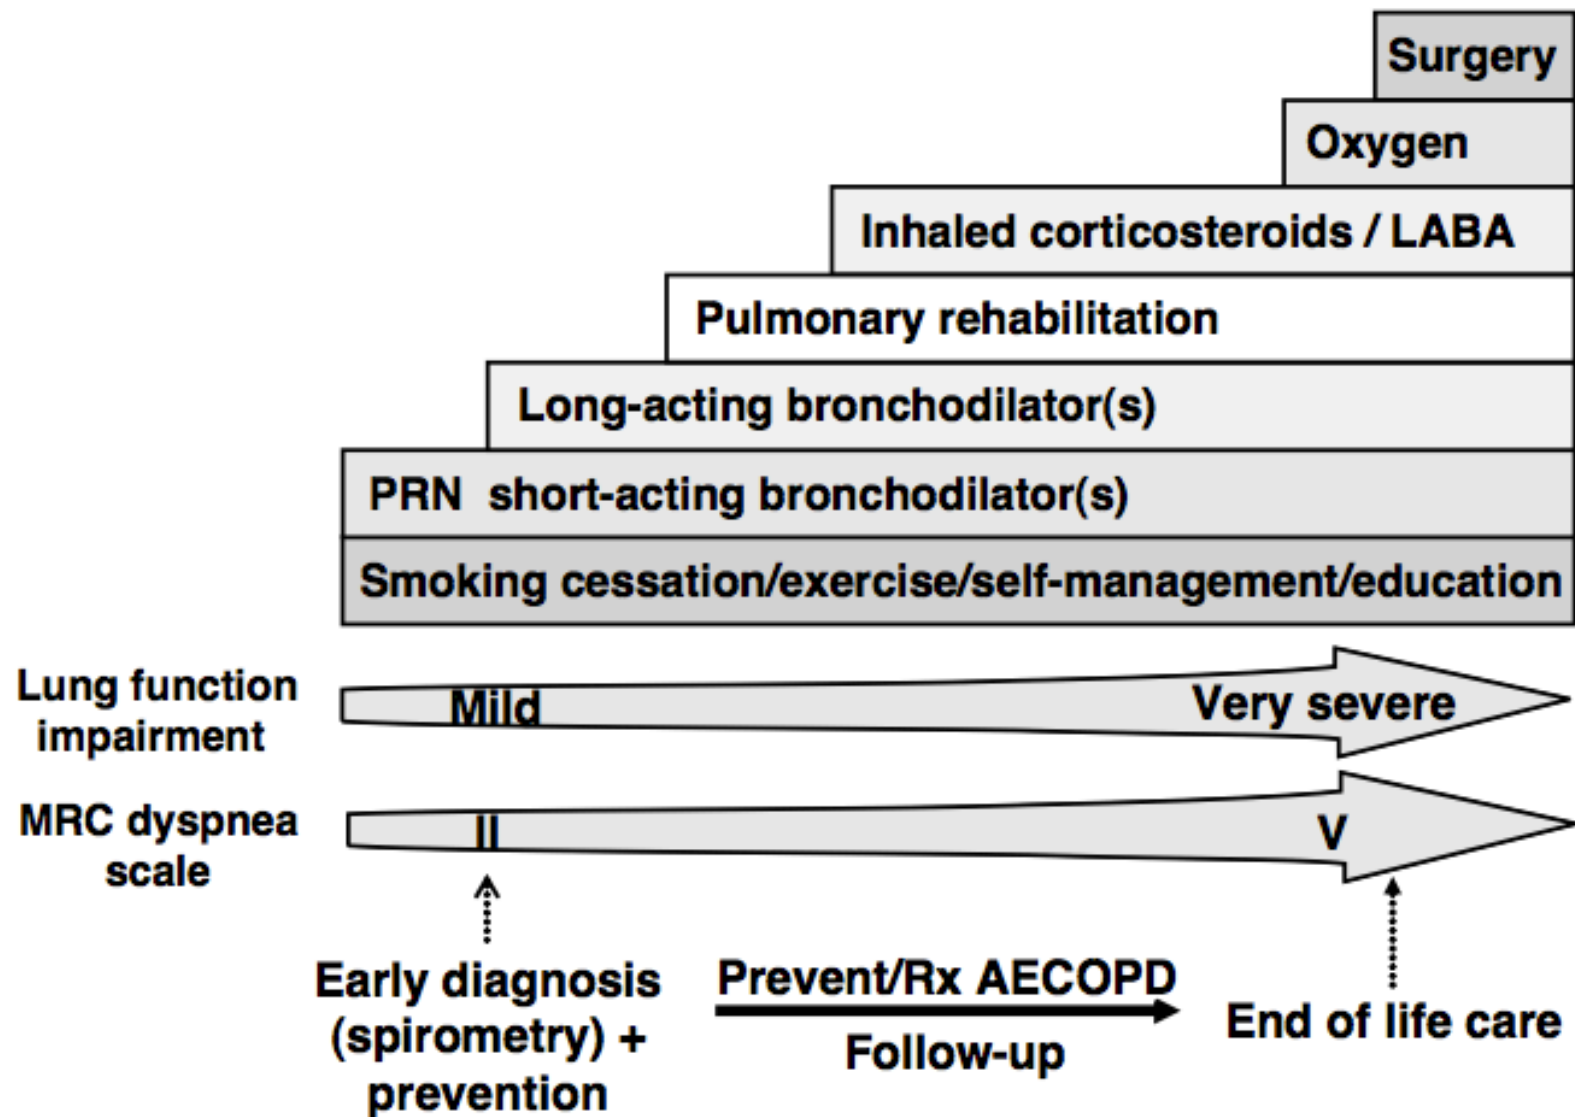 Surgery
Oxygen
Inhaled corticosteroids / LABA
Pulmonary rehabilitation
Long-acting bronchodilator(s)
PRN short-acting bronchodilator(s)
Smoking cessation/exercise/self-management/education
Lung function
impairment
Mild
Very severe
MRC dyspnea
scale
II
V
Early diagnosis
(spirometry) +
prevention
Prevent/Rx AECOPD
Follow-up
End of life care